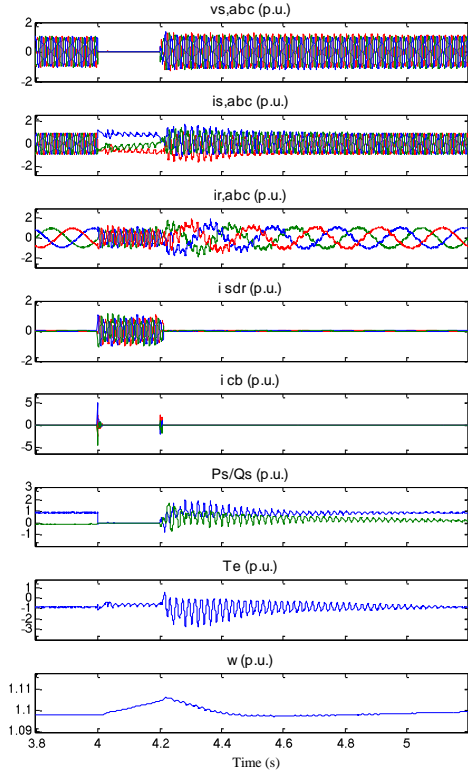 vs,abc (p.u.)
2
0
-2
is,abc (p.u.)
2
0
-2
ir,abc (p.u.)
2
0
-2
i sdr (p.u.)
2
0
-2
i cb (p.u.)
5
0
-5
Ps/Qs (p.u.)
3
2
1
0
-1
Te (p.u.)
1
0
-1
-2
-3
w (p.u.)
1.11
1.1
1.09
3.8 4 4.2 4.4 4.6 4.8 5
Time (s)